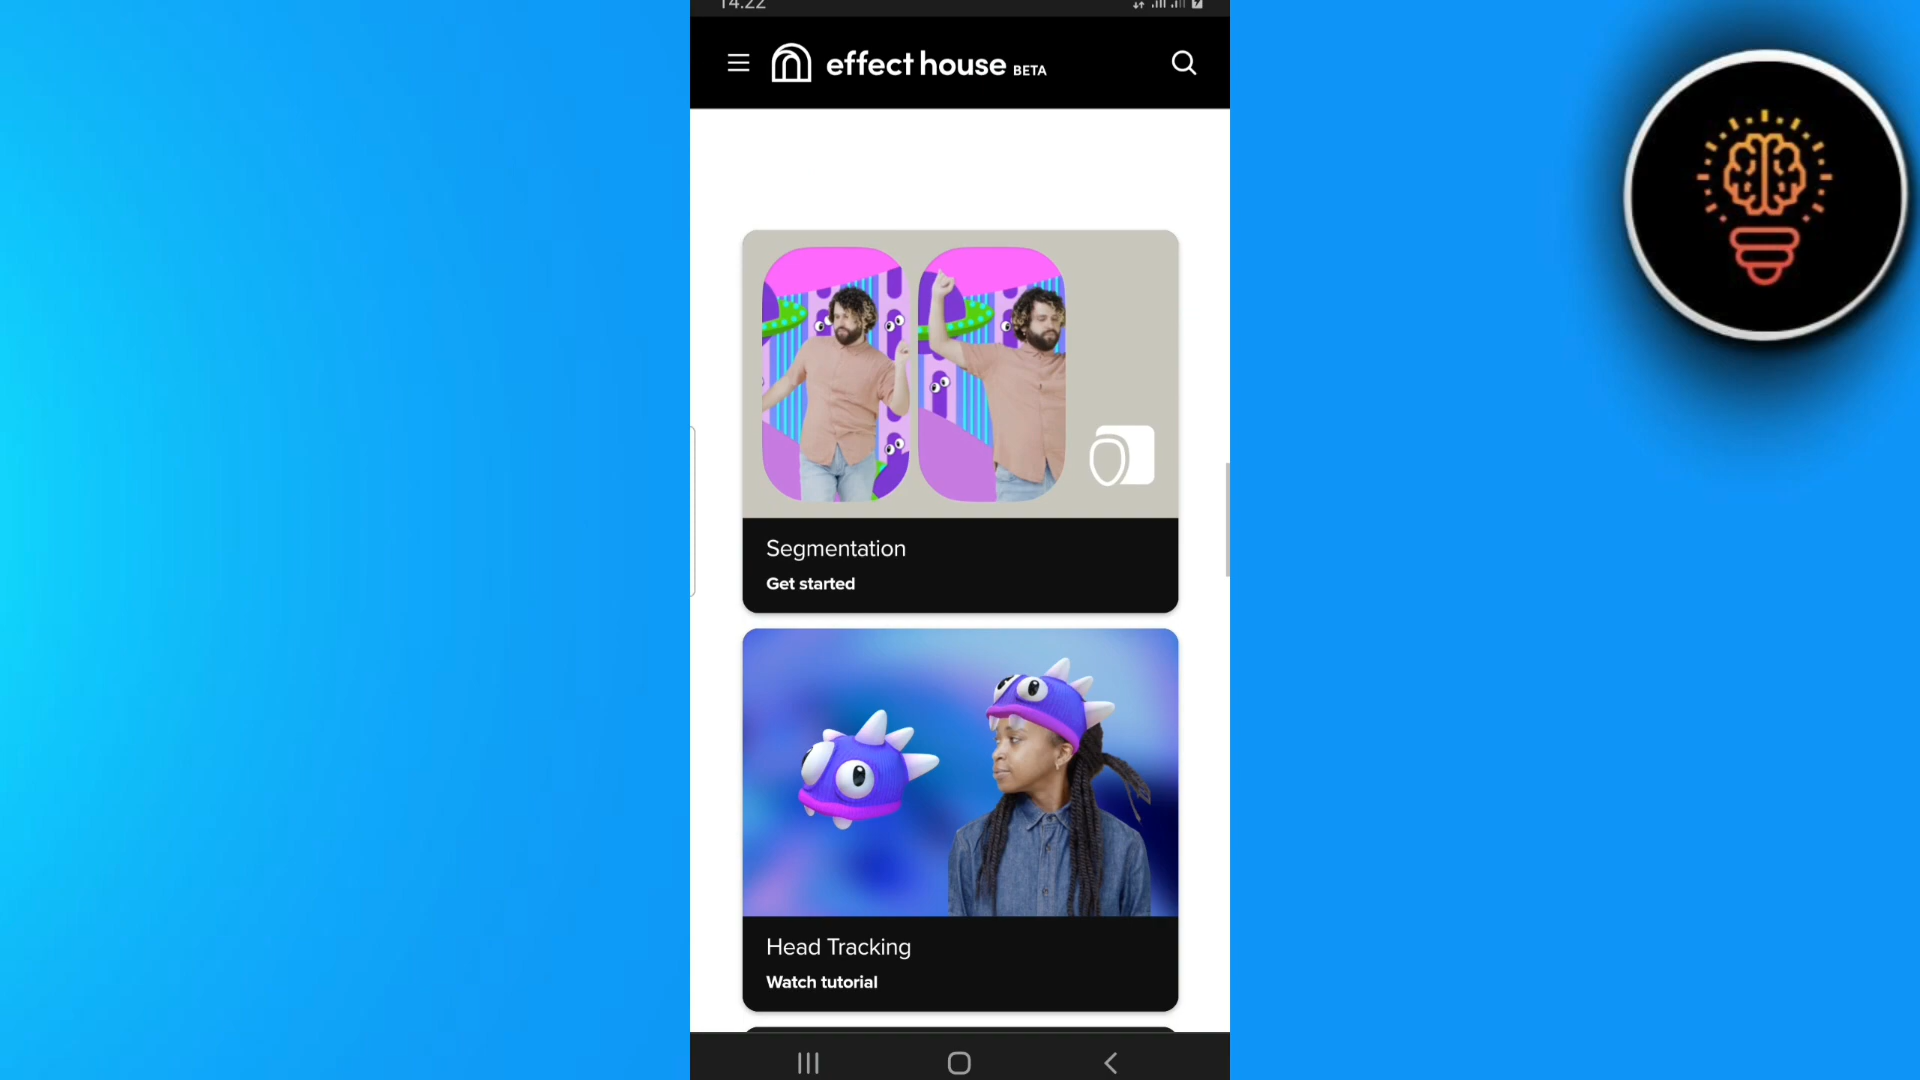 14.22
effect house BETA
Segmentation
Get started
Head Tracking
Watch tutorial